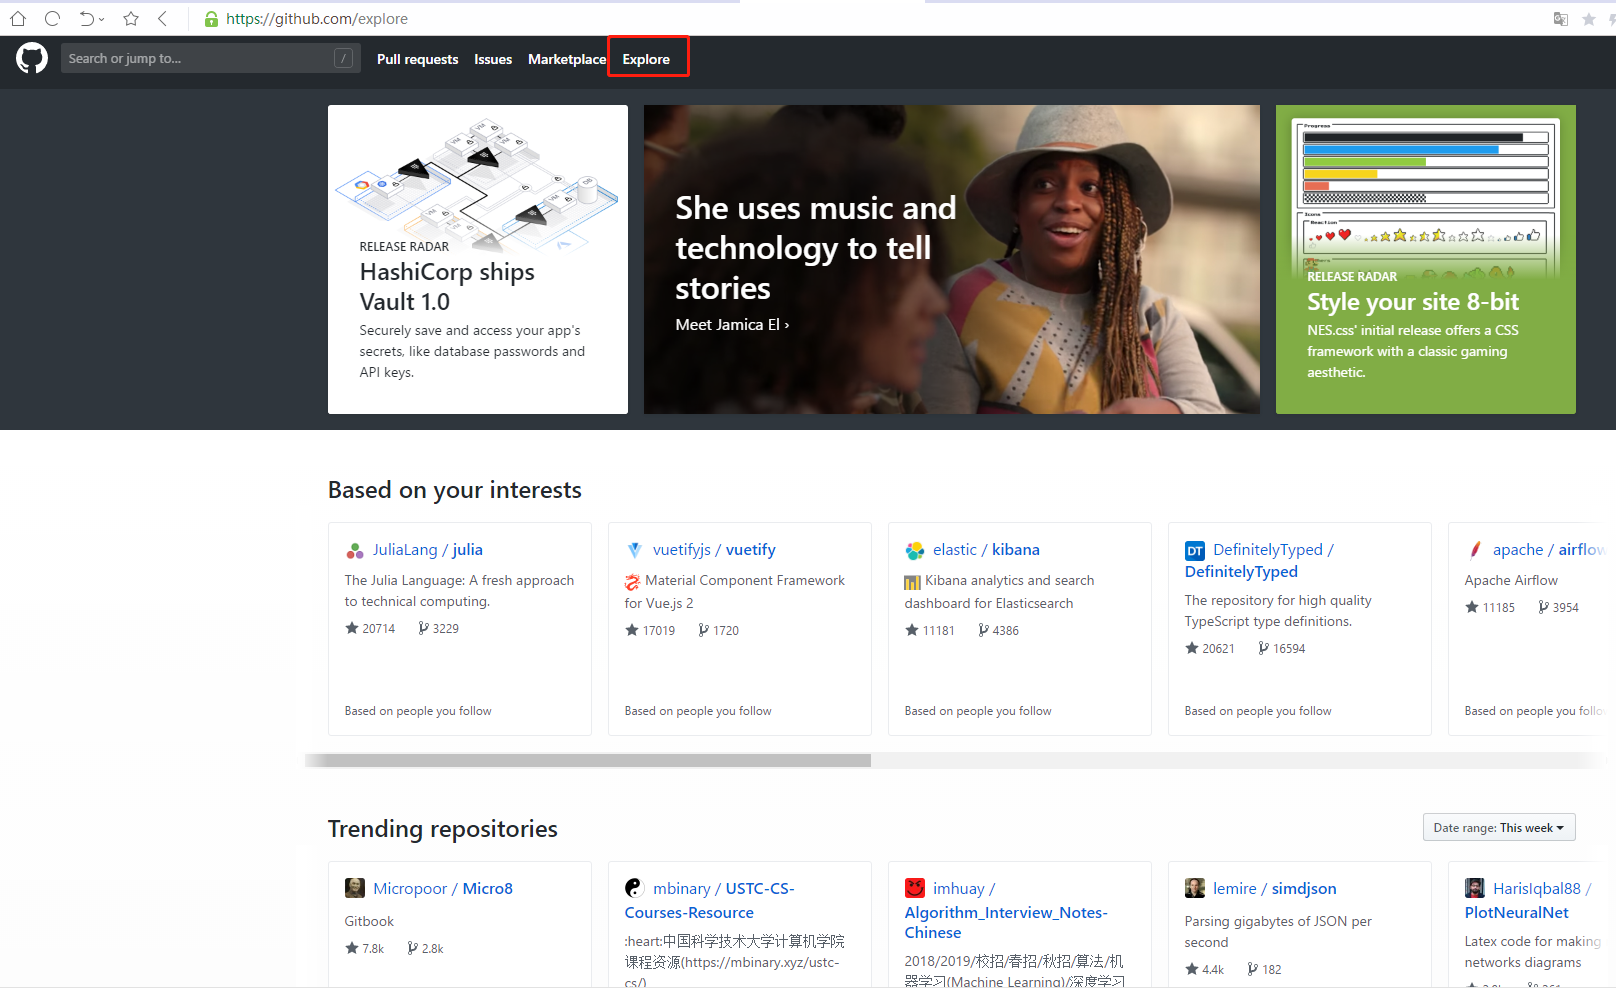 https://github.com/explore
Search or jump to...
/
Pull requests
Issues
Marketplace
Explore
RELEASE RADAR
HashiCorp ships
Vault 1.0
Securely save and access your app's
secrets, like database passwords and
API keys.
She uses music and
technology to tell
stories
Meet Jamica El ›
Progress
Icons
Reaction
RELEASE RADAR
Style your site 8-bit
NES.css' initial release offers a CSS
framework with a classic gaming
aesthetic.
Based on your interests
JuliaLang / julia
The Julia Language: A fresh approach
to technical computing.
20714
3229
Based on people you follow
vuetifyjs / vuetify
Material Component Framework
for Vue.js 2
17019
1720
Based on people you follow
elastic / kibana
Kibana analytics and search
dashboard for Elasticsearch
11181
4386
Based on people you follow
DT
DefinitelyTyped /
DefinitelyTyped
The repository for high quality
TypeScript type definitions.
20621
16594
Based on people you follow
apache / airflow
Apache Airflow
11185
3954
Based on people you follow
Trending repositories
Date range: This week
Micropoor / Micro8
Gitbook
7.8k
2.8k
mbinary / USTC-CS-
Courses-Resource
:heart:中国科学技术大学计算机学院
课程资源(https://mbinary.xyz/ustc-
cs/)
imhuay /
Algorithm_Interview_Notes-
Chinese
2018/2019/校招/春招/秋招/算法/机
器学习(Machine Learning)/深度学习
lemire / simdjson
Parsing gigabytes of JSON per
second
4.4k
182
HarisIqbal88 /
PlotNeuralNet
Latex code for making
networks diagrams